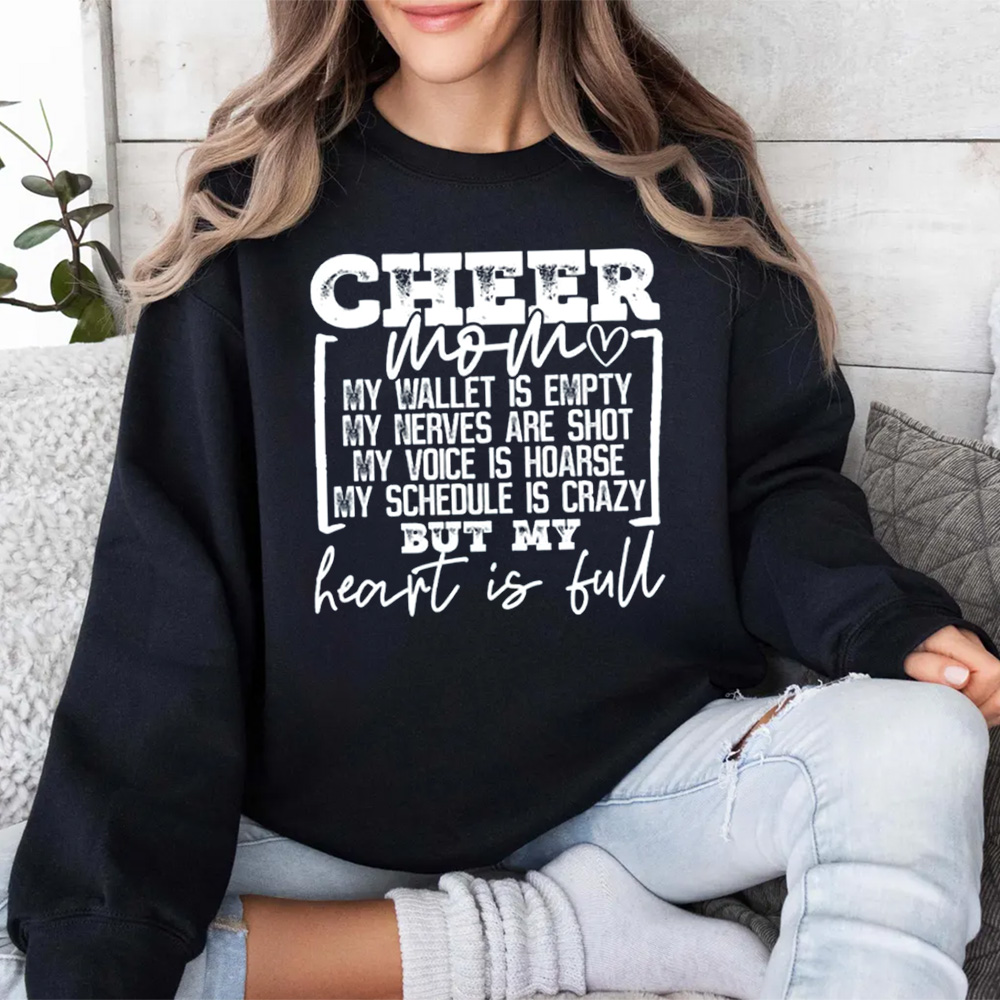 CHEER
mom
MY WALLET IS EMPTY
MY NERVES ARE SHOT
MY VOICE IS HOARSE
MY SCHEDULE IS CRAZY
BUT MY
heart is full